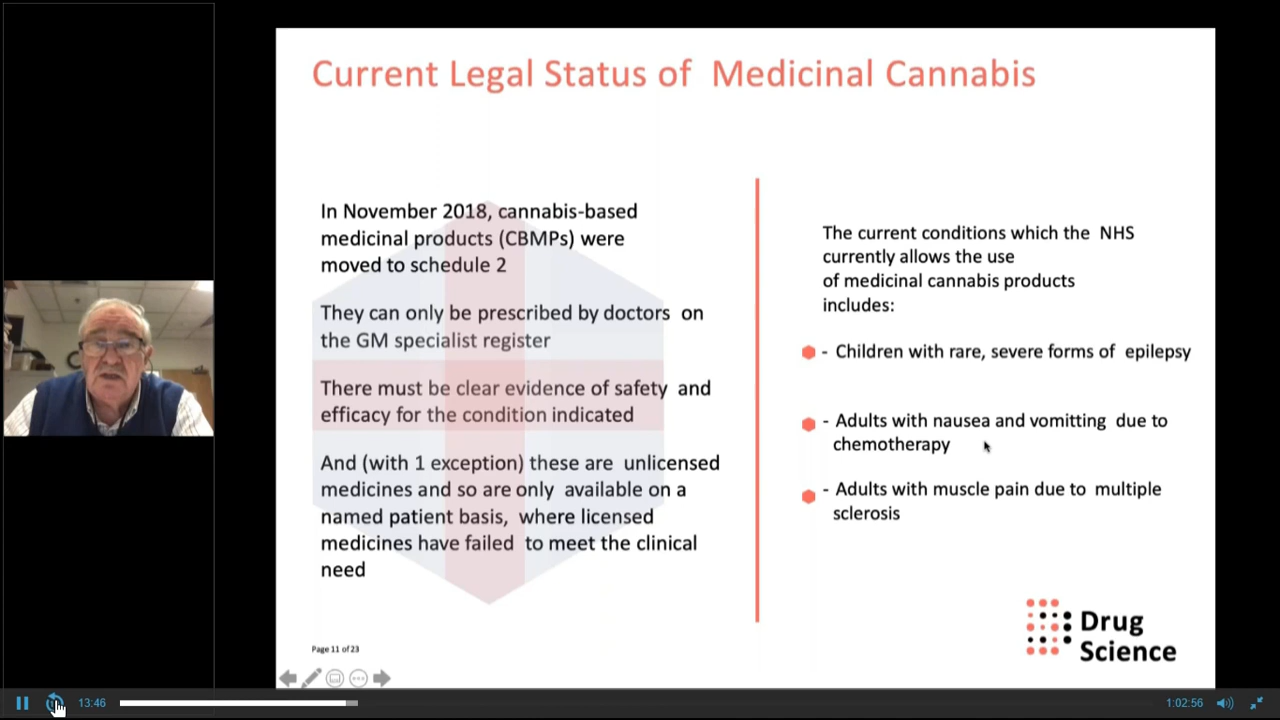 Current Legal Status of Medicinal Cannabis
In November 2018, cannabis-based
medicinal products (CBMPs) were
moved to schedule 2
They can only be prescribed by doctors on
the GM specialist register
There must be clear evidence of safety and
efficacy for the condition indicated
And (with 1 exception) these are unlicensed
medicines and so are only available on a
named patient basis, where licensed
medicines have failed to meet the clinical
need
The current conditions which the NHS
currently allows the use
of medicinal cannabis products
includes:
- Children with rare, severe forms of epilepsy
- Adults with nausea and vomitting due to
chemotherapy
- Adults with muscle pain due to multiple
sclerosis
Drug
Science
Page 11 of 23
13:46
1:02:56